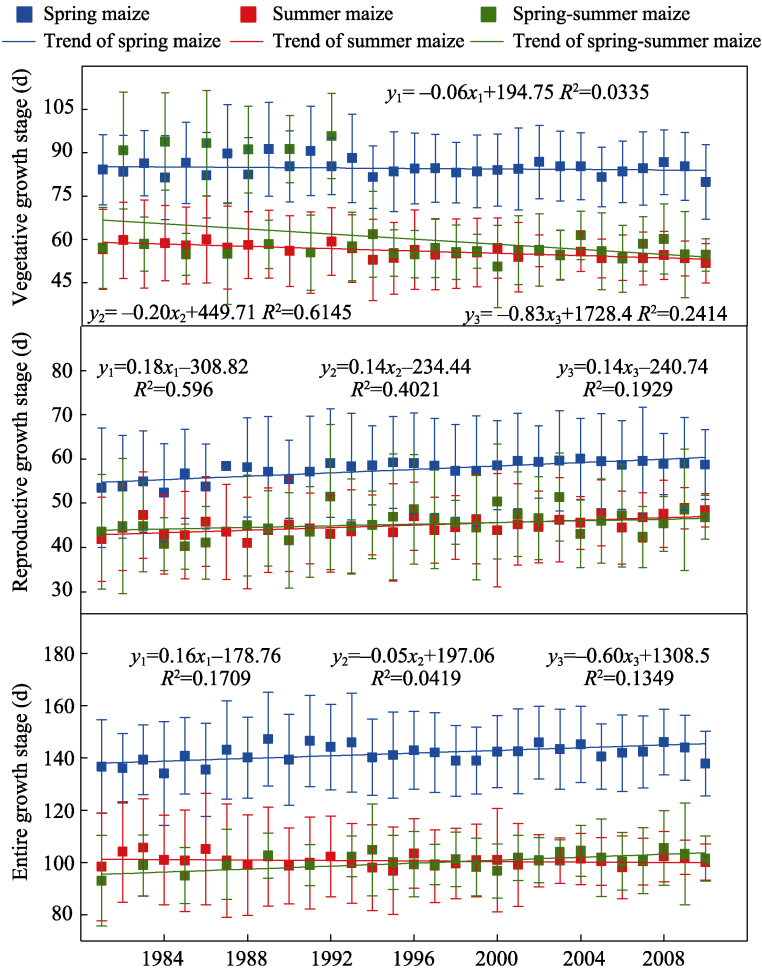 Spring maize Summer maize Spring-summer maize
Trend of spring maize Trend of summer maize Trend of spring-summer maize
Vegetative growth stage (d)
105
90
75
60
45
y₁= –0.06x₁+194.75 R²=0.0335
y₂= –0.20x₂+449.71 R²=0.6145 y₃= –0.83x₃+1728.4 R²=0.2414
Reproductive growth stage (d)
80
70
60
50
40
30
y₁=0.18x₁–308.82 y₂=0.14x₂–234.44 y₃=0.14x₃–240.74
R²=0.596 R²=0.4021 R²=0.1929
Entire growth stage (d)
180
160
140
120
100
80
y₁=0.16x₁–178.76 y₂=–0.05x₂+197.06 y₃=–0.60x₃+1308.5
R²=0.1709 R²=0.0419 R²=0.1349
1984 1988 1992 1996 2000 2004 2008